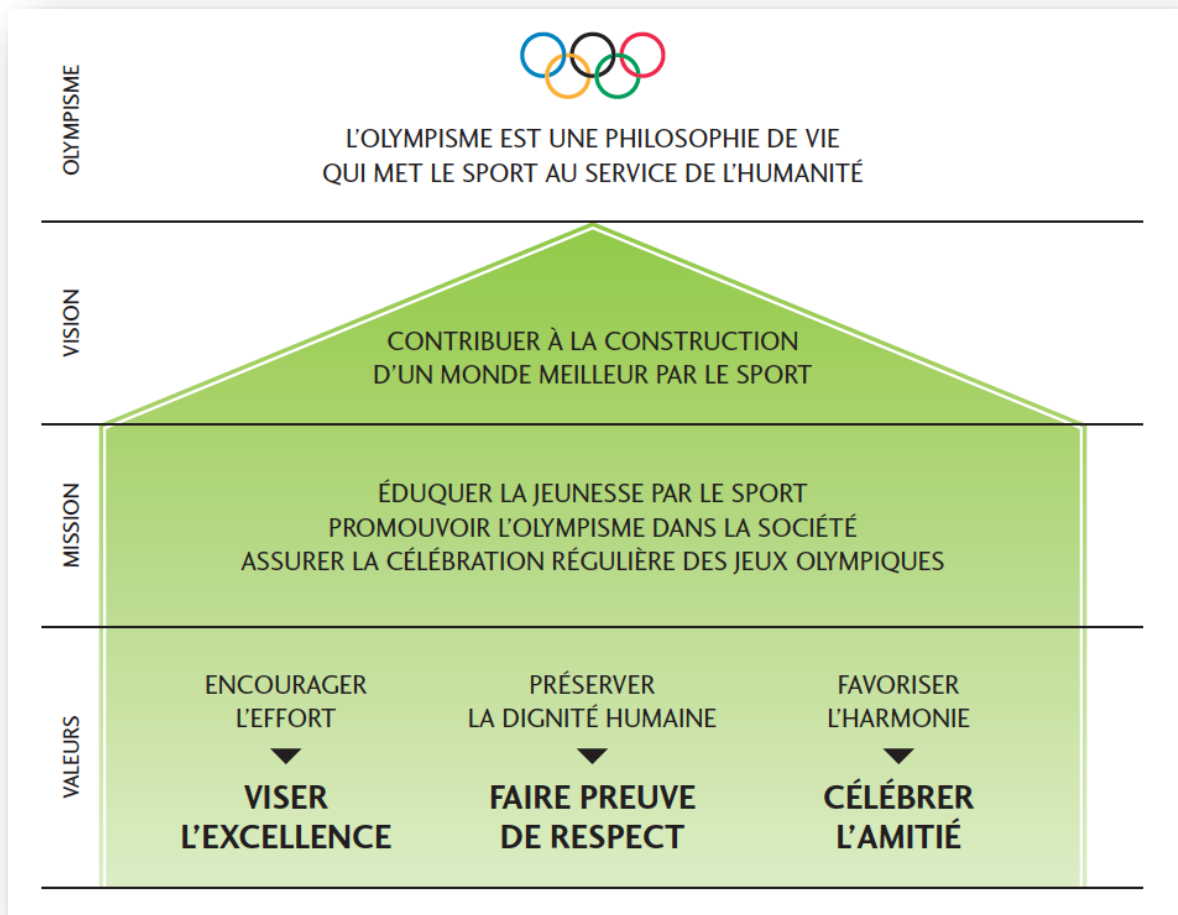 OLYMPISME
L'OLYMPISME EST UNE PHILOSOPHIE DE VIE
QUI MET LE SPORT AU SERVICE DE L'HUMANITÉ
VISION
CONTRIBUER À LA CONSTRUCTION
D'UN MONDE MEILLEUR PAR LE SPORT
MISSION
ÉDUQUER LA JEUNESSE PAR LE SPORT
PROMOUVOIR L'OLYMPISME DANS LA SOCIÉTÉ
ASSURER LA CÉLÉBRATION RÉGULIÈRE DES JEUX OLYMPIQUES
VALEURS
ENCOURAGER
L'EFFORT
VISER
L'EXCELLENCE
PRÉSERVER
LA DIGNITÉ HUMAINE
FAIRE PREUVE
DE RESPECT
FAVORISER
L'HARMONIE
CÉLÉBRER
L'AMITIÉ